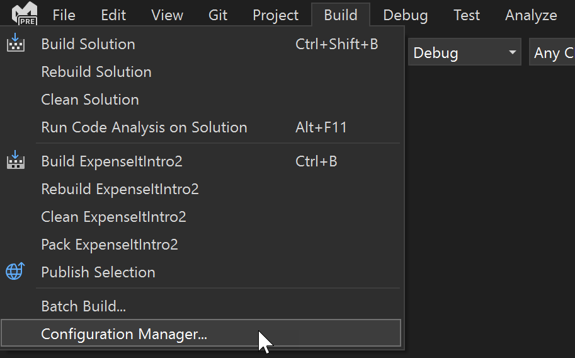 PRE File Edit View Git Project Build Debug Test Analyze
Build Solution Ctrl+Shift+B
Debug Any C
Rebuild Solution
Clean Solution
Run Code Analysis on Solution Alt+F11
Build ExpenseItIntro2 Ctrl+B
Rebuild ExpenseItIntro2
Clean ExpenseItIntro2
Pack ExpenseItIntro2
Publish Selection
Batch Build...
Configuration Manager...